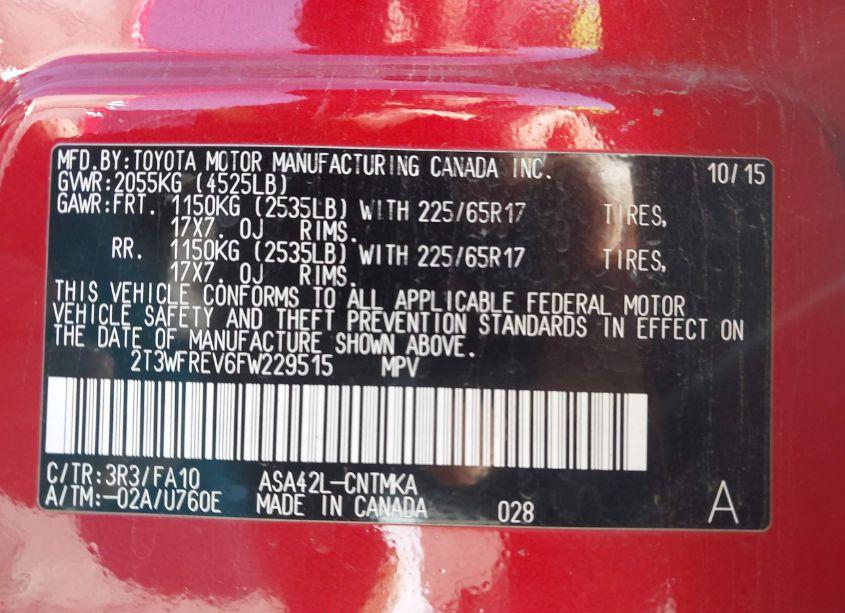 MFD.BY:TOYOTA MOTOR MANUFACTURING CANADA INC. 10/15
GVWR:2055KG (4525LB)
GAWR:FRT. 1150KG (2535LB) WITH 225/65R17 TIRES,
17X7. OJ RIMS.
RR. 1150KG (2535LB) WITH 225/65R17 TIRES,
17X7. OJ RIMS.
THIS VEHICLE CONFORMS TO ALL APPLICABLE FEDERAL MOTOR
VEHICLE SAFETY AND THEFT PREVENTION STANDARDS IN EFFECT ON
THE DATE OF MANUFACTURE SHOWN ABOVE.
2T3WFREV6FW229515 MPV
C/TR:3R3/FA10 ASA42L-CNTMKA
A/TM:-02A/U760E MADE IN CANADA 028 A